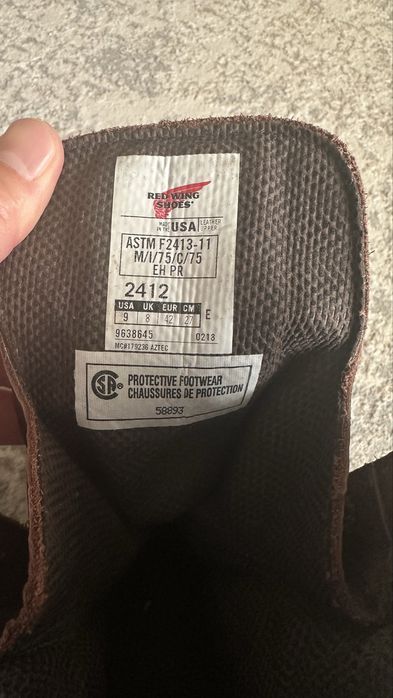 RED WING
SHOES®
MADE IN THE USA LEATHER UPPER
ASTM F2413-11
M/I/75/C/75
EH PR
2412
USA UK EUR CM
9 8 42 27 E
9638645 0218
MC#179236 AZTEC
SA® PROTECTIVE FOOTWEAR
CHAUSSURES DE PROTECTION
58893